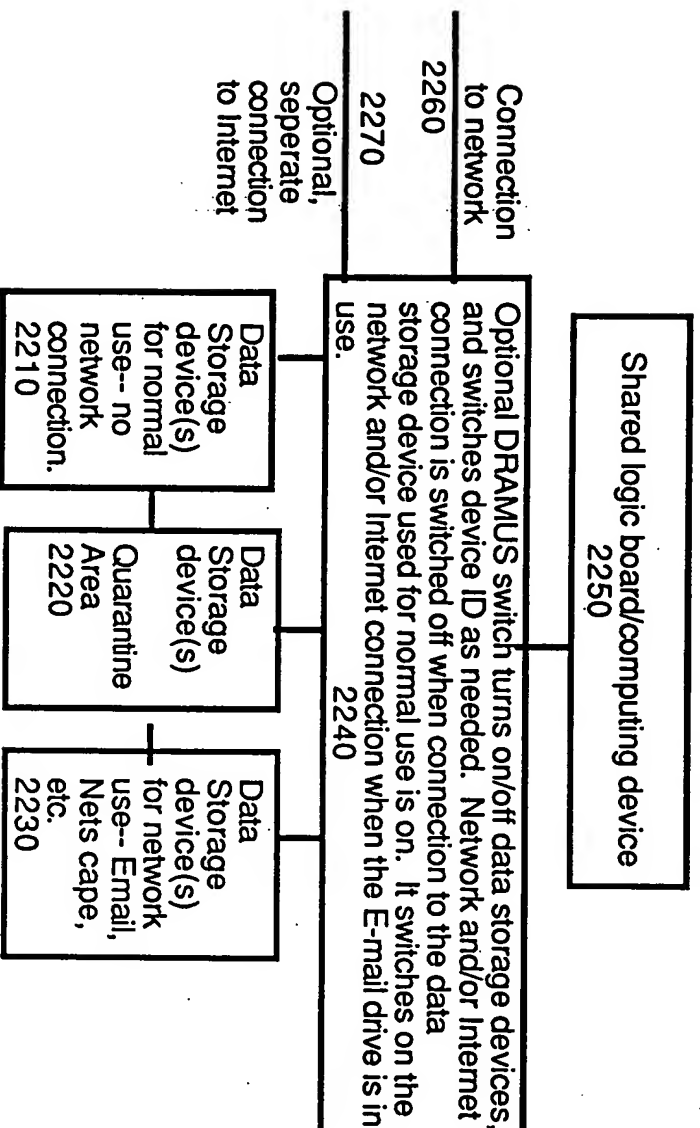 Shared logic board/computing device
2250
Connection
to network
2260
2270
Optional,
seperate
connection
to Internet
Optional DRAMUS switch turns on/off data storage devices,
and switches device ID as needed. Network and/or Internet
connection is switched off when connection to the data
storage device used for normal use is on. It switches on the
network and/or Internet connection when the E-mail drive is in
use.
2240
Data
Storage
device(s)
for normal
use-- no
network
connection.
2210
Data
Storage
device(s)
Quarantine
Area
2220
Data
Storage
device(s)
for network
use-- Email,
Nets cape,
etc.
2230